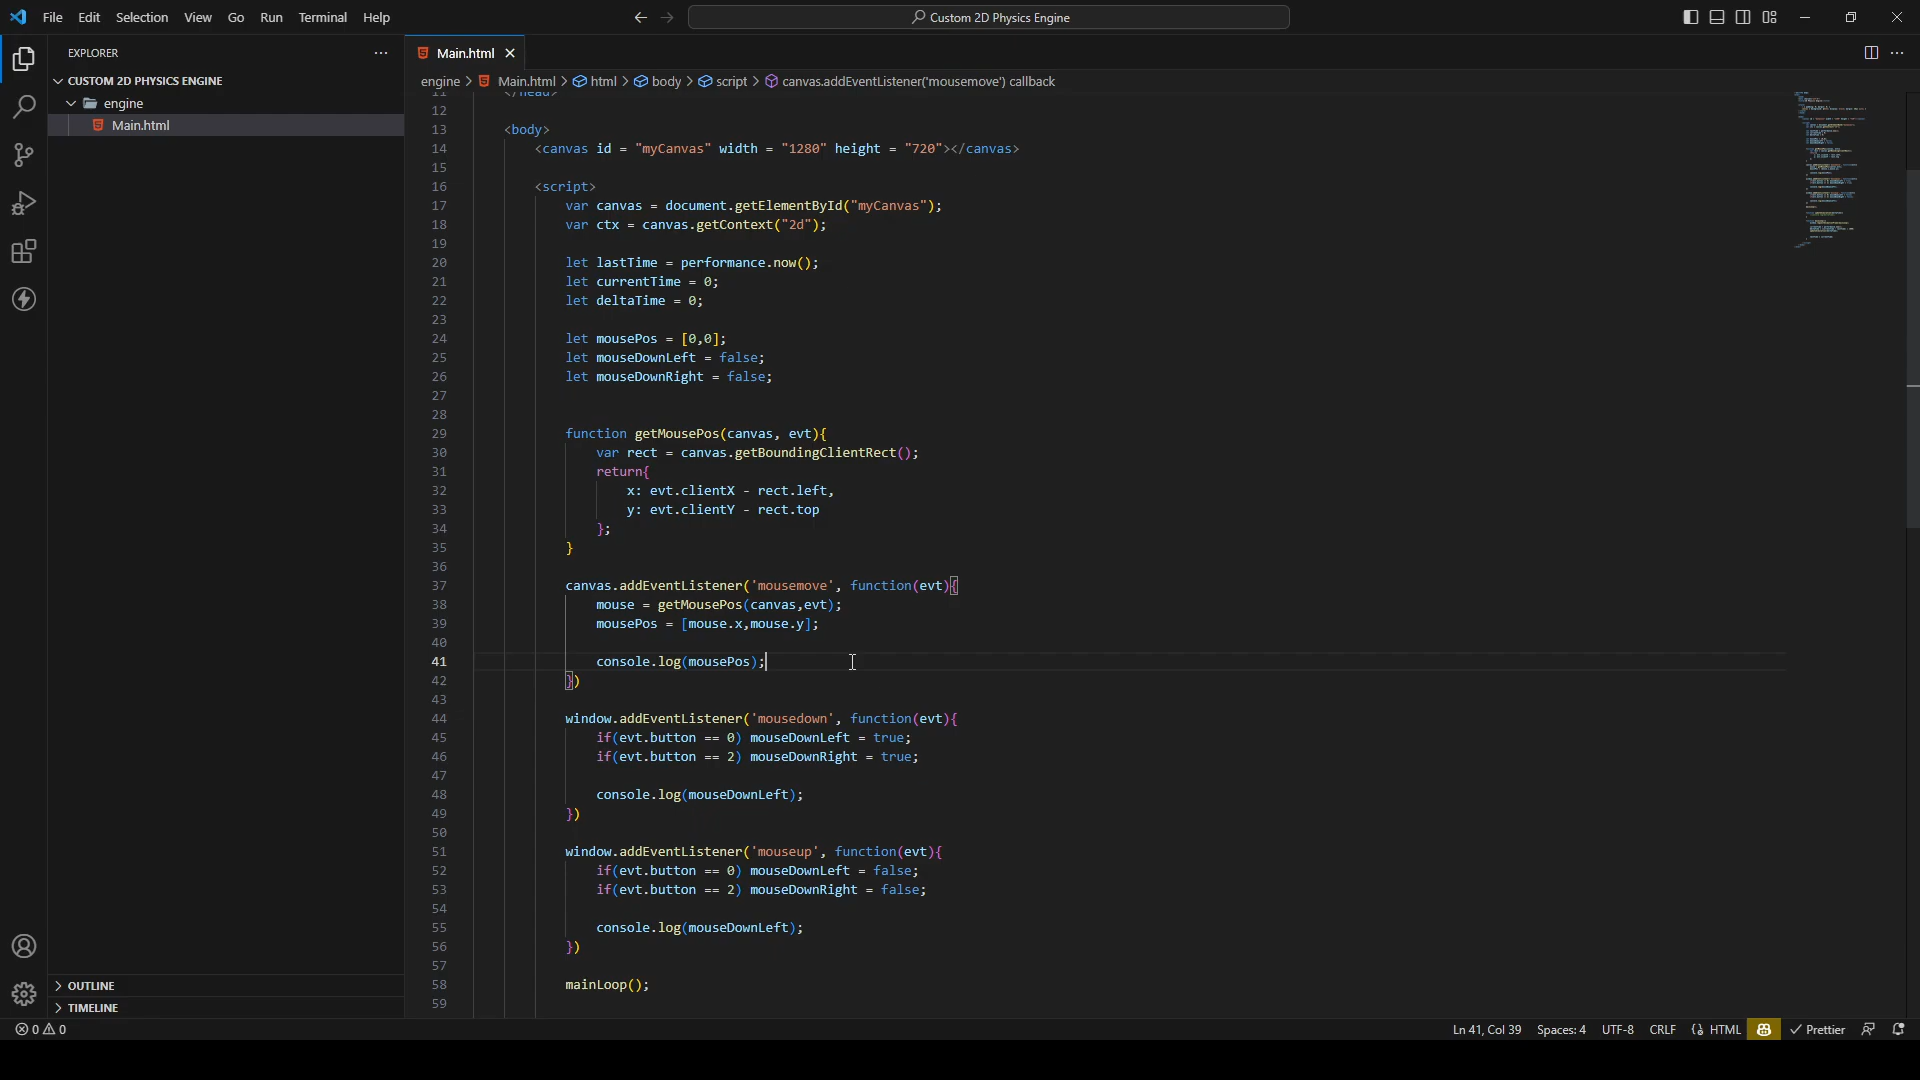 File Edit Selection View Go Run Terminal Help
Custom 2D Physics Engine
EXPLORER
CUSTOM 2D PHYSICS ENGINE
engine
Main.html
OUTLINE
TIMELINE
Main.html
engine > Main.html > html > body > script > canvas.addEventListener('mousemove') callback
11 </head>
12
13 <body>
14 <canvas id = "myCanvas" width = "1280" height = "720"></canvas>
15
16 <script>
17 var canvas = document.getElementById("myCanvas");
18 var ctx = canvas.getContext("2d");
19
20 let lastTime = performance.now();
21 let currentTime = 0;
22 let deltaTime = 0;
23
24 let mousePos = [0,0];
25 let mouseDownLeft = false;
26 let mouseDownRight = false;
27
28
29 function getMousePos(canvas, evt){
30 var rect = canvas.getBoundingClientRect();
31 return{
32 x: evt.clientX - rect.left,
33 y: evt.clientY - rect.top
34 };
35 }
36
37 canvas.addEventListener('mousemove', function(evt){
38 mouse = getMousePos(canvas,evt);
39 mousePos = [mouse.x,mouse.y];
40
41 console.log(mousePos);
42 })
43
44 window.addEventListener('mousedown', function(evt){
45 if(evt.button == 0) mouseDownLeft = true;
46 if(evt.button == 2) mouseDownRight = true;
47
48 console.log(mouseDownLeft);
49 })
50
51 window.addEventListener('mouseup', function(evt){
52 if(evt.button == 0) mouseDownLeft = false;
53 if(evt.button == 2) mouseDownRight = false;
54
55 console.log(mouseDownLeft);
56 })
57
58 mainLoop();
59
0 0
Ln 41, Col 39 Spaces: 4 UTF-8 CRLF HTML Prettier